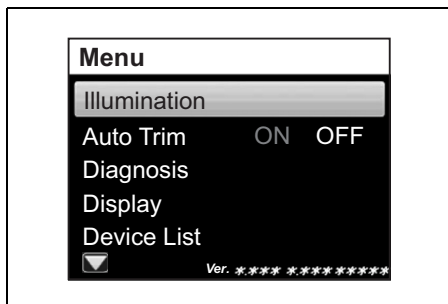 Menu
Illumination
Auto Trim ON OFF
Diagnosis
Display
Device List
Ver. *.*** *.*********